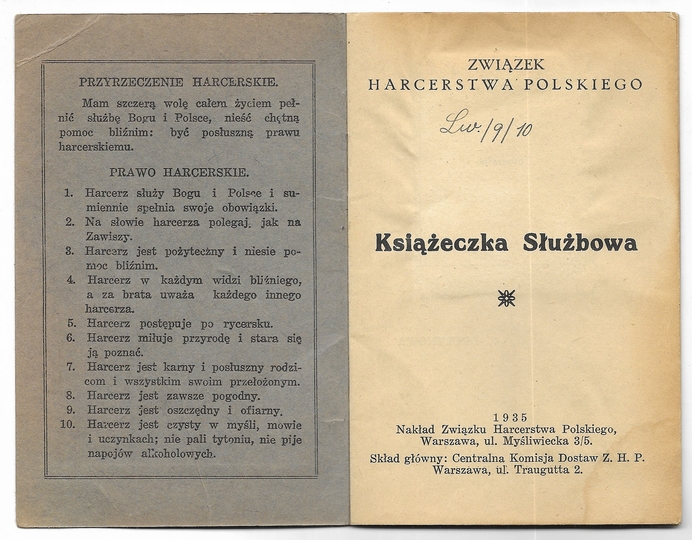 PRZYRZECZENIE HARCERSKIE.
Mam szczerą wolę całem życiem peł-
nić służbę Bogu i Polsce, nieść chętną
pomoc bliźnim: być posłuszną prawu
harcerskiemu.
PRAWO HARCERSKIE.
1. Harcerz służy Bogu i Polsce i su-
miennie spełnia swoje obowiązki.
2. Na słowie harcerza polegaj, jak na
Zawiszy.
3. Harcerz jest pożyteczny i niesie po-
moc bliźnim.
4. Harcerz w każdym widzi bliźniego,
a za brata uważa każdego innego
harcerza.
5. Harcerz postępuje po rycersku.
6. Harcerz miłuje przyrodę i stara się
ją poznać.
7. Harcerz jest karny i posłuszny rodzi-
com i wszystkim swoim przełożonym.
8. Harcerz jest zawsze pogodny.
9. Harcerz jest oszczędny i ofiarny.
10. Harcerz jest czysty w myśli, mowie
i uczynkach; nie pali tytoniu, nie pije
napojów alkoholowych.
ZWIĄZEK
HARCERSTWA POLSKIEGO
Lw./9/10
Książeczka Służbowa
1935
Nakład Związku Harcerstwa Polskiego,
Warszawa, ul. Myśliwiecka 3/5.
Skład główny: Centralna Komisja Dostaw Z. H. P.
Warszawa, ul. Traugutta 2.